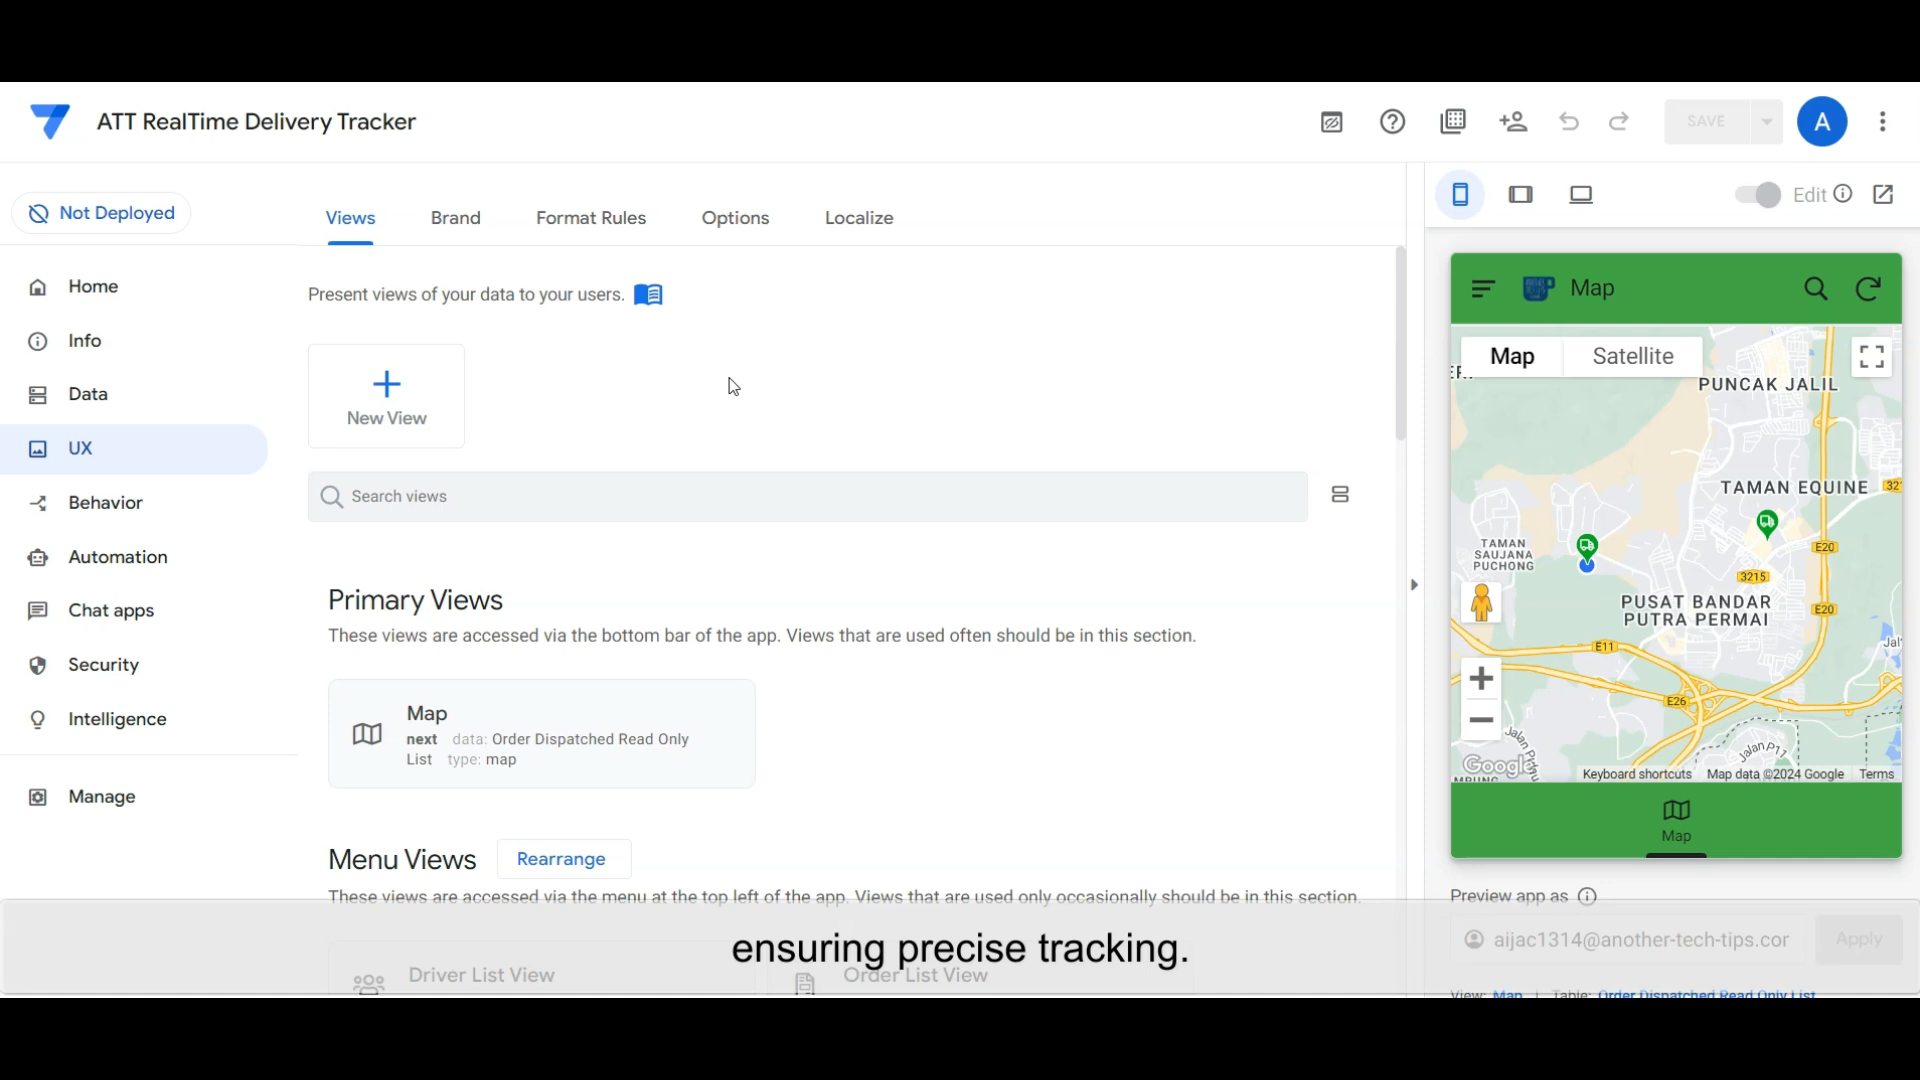 ATT RealTime Delivery Tracker
SAVE
A
Not Deployed
Home
Info
Data
UX
Behavior
Automation
Chat apps
Security
Intelligence
Manage
Views
Brand
Format Rules
Options
Localize
Present views of your data to your users.
New View
Search views
Primary Views
These views are accessed via the bottom bar of the app. Views that are used often should be in this section.
Map
next data: Order Dispatched Read Only
List type: map
Menu Views
Rearrange
These views are accessed via the menu at the top left of the app. Views that are used only occasionally should be in this section.
Driver List View
Order List View
ensuring precise tracking.
Edit
Map
Map
Satellite
PUNCAK JALIL
TAMAN EQUINE
321
TAMAN
SAUJANA
PUCHONG
E20
3215
PUSAT BANDAR
PUTRA PERMAI
E20
E11
Jal
E26
Jalan P11
Google
Keyboard shortcuts
Map data ©2024 Google
Terms
Map
Preview app as
aijac1314@another-tech-tips.cor
Apply
View: Map | Table: Order Dispatched Read Only List